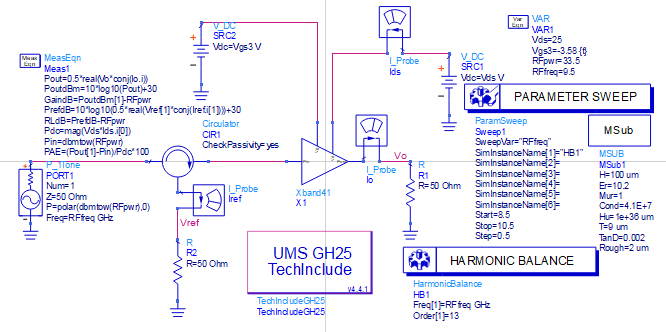 Meas
Eqn
MeasEqn
Meas1
Pout=0.5*real(Vo*conj(Io.i))
PoutdBm=10*log10(Pout)+30
GaindB=PoutdBm[1]-RFpwr
PrefdB=10*log10(0.5*real(Vref[1]*conj(Iref.i[1])))+30
RLdB=PrefdB-RFpwr
Pdc=mag(Vds*Ids.i[0])
Pin=dbmtow(RFpwr)
PAE=(Pout[1]-Pin)/Pdc*100
P_1Tone
PORT1
Num=1
Z=50 Ohm
P=polar(dbmtow(RFpwr),0)
Freq=RFfreq GHz
V_DC
SRC2
Vdc=Vgs3 V
Circulator
CIR1
CheckPassivity=yes
I_Probe
Iref
Vref
R
R2
R=50 Ohm
Xband41
X1
I_Probe
Ids
I_Probe
Io
Vo
R
R1
R=50 Ohm
V_DC
SRC1
Vdc=Vds V
Var
Eqn
VAR
VAR1
Vds=25
Vgs3=-3.58 {t}
RFpwr=33.5
RFfreq=9.5
PARAMETER SWEEP
ParamSweep
Sweep1
SweepVar="RFfreq"
SimInstanceName[1]="HB1"
SimInstanceName[2]=
SimInstanceName[3]=
SimInstanceName[4]=
SimInstanceName[5]=
SimInstanceName[6]=
Start=8.5
Stop=10.5
Step=0.5
MSub
MSUB
MSub1
H=100 um
Er=10.2
Mur=1
Cond=4.1E+7
Hu=1e+36 um
T=9 um
TanD=0.002
Rough=2 um
UMS GH25
TechInclude
v4.4.1
TechIncludeGH25
TechIncludeGH25
HARMONIC BALANCE
HarmonicBalance
HB1
Freq[1]=RFfreq GHz
Order[1]=13